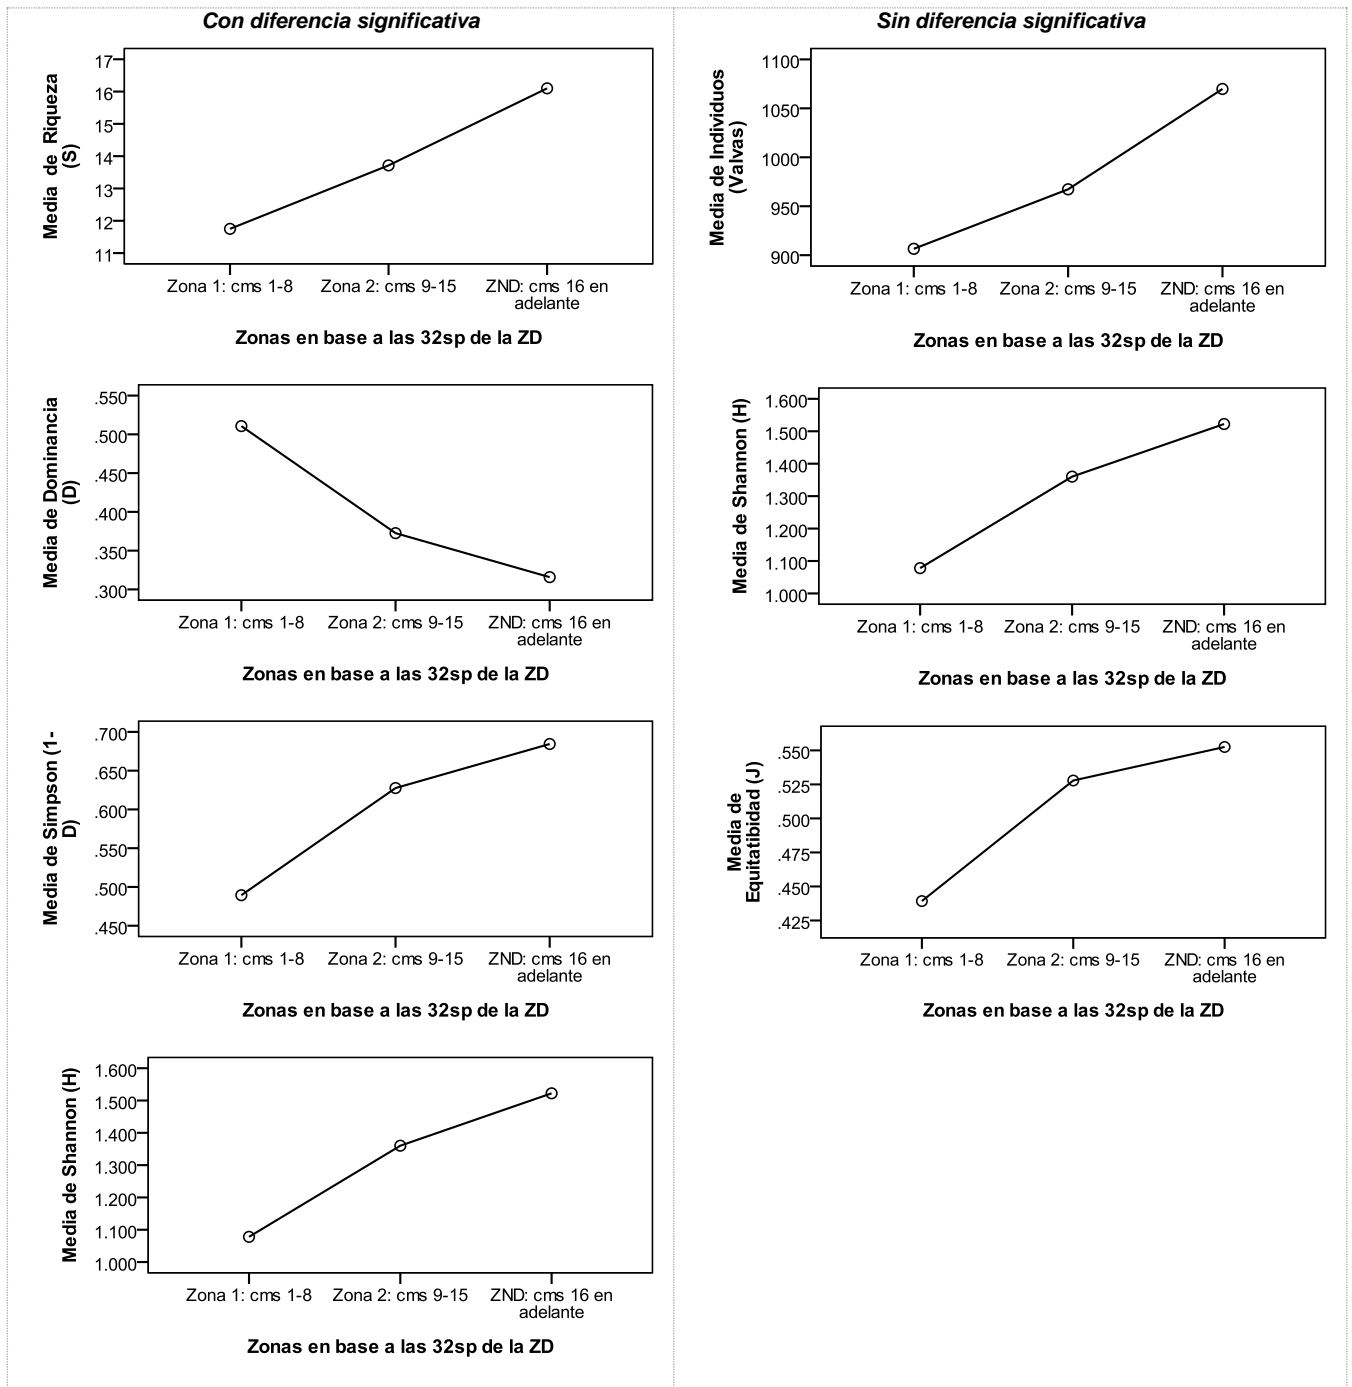 Con diferencia significativa
Media de Riqueza
(S)
17
16
15
14
13
12
11
Zona 1: cms 1-8
Zona 2: cms 9-15
ZND: cms 16 en
adelante
Zonas en base a las 32sp de la ZD
Media de Dominancia
(D)
.550
.500
.450
.400
.350
.300
Zona 1: cms 1-8
Zona 2: cms 9-15
ZND: cms 16 en
adelante
Zonas en base a las 32sp de la ZD
Media de Simpson (1-
D)
.700
.650
.600
.550
.500
.450
Zona 1: cms 1-8
Zona 2: cms 9-15
ZND: cms 16 en
adelante
Zonas en base a las 32sp de la ZD
Media de Shannon (H)
1.600
1.500
1.400
1.300
1.200
1.100
1.000
Zona 1: cms 1-8
Zona 2: cms 9-15
ZND: cms 16 en
adelante
Zonas en base a las 32sp de la ZD
Sin diferencia significativa
Media de Individuos
(Valvas)
1100
1050
1000
950
900
Zona 1: cms 1-8
Zona 2: cms 9-15
ZND: cms 16 en
adelante
Zonas en base a las 32sp de la ZD
Media de Shannon (H)
1.600
1.500
1.400
1.300
1.200
1.100
1.000
Zona 1: cms 1-8
Zona 2: cms 9-15
ZND: cms 16 en
adelante
Zonas en base a las 32sp de la ZD
Media de
Equitatibidad (J)
.550
.525
.500
.475
.450
.425
Zona 1: cms 1-8
Zona 2: cms 9-15
ZND: cms 16 en
adelante
Zonas en base a las 32sp de la ZD